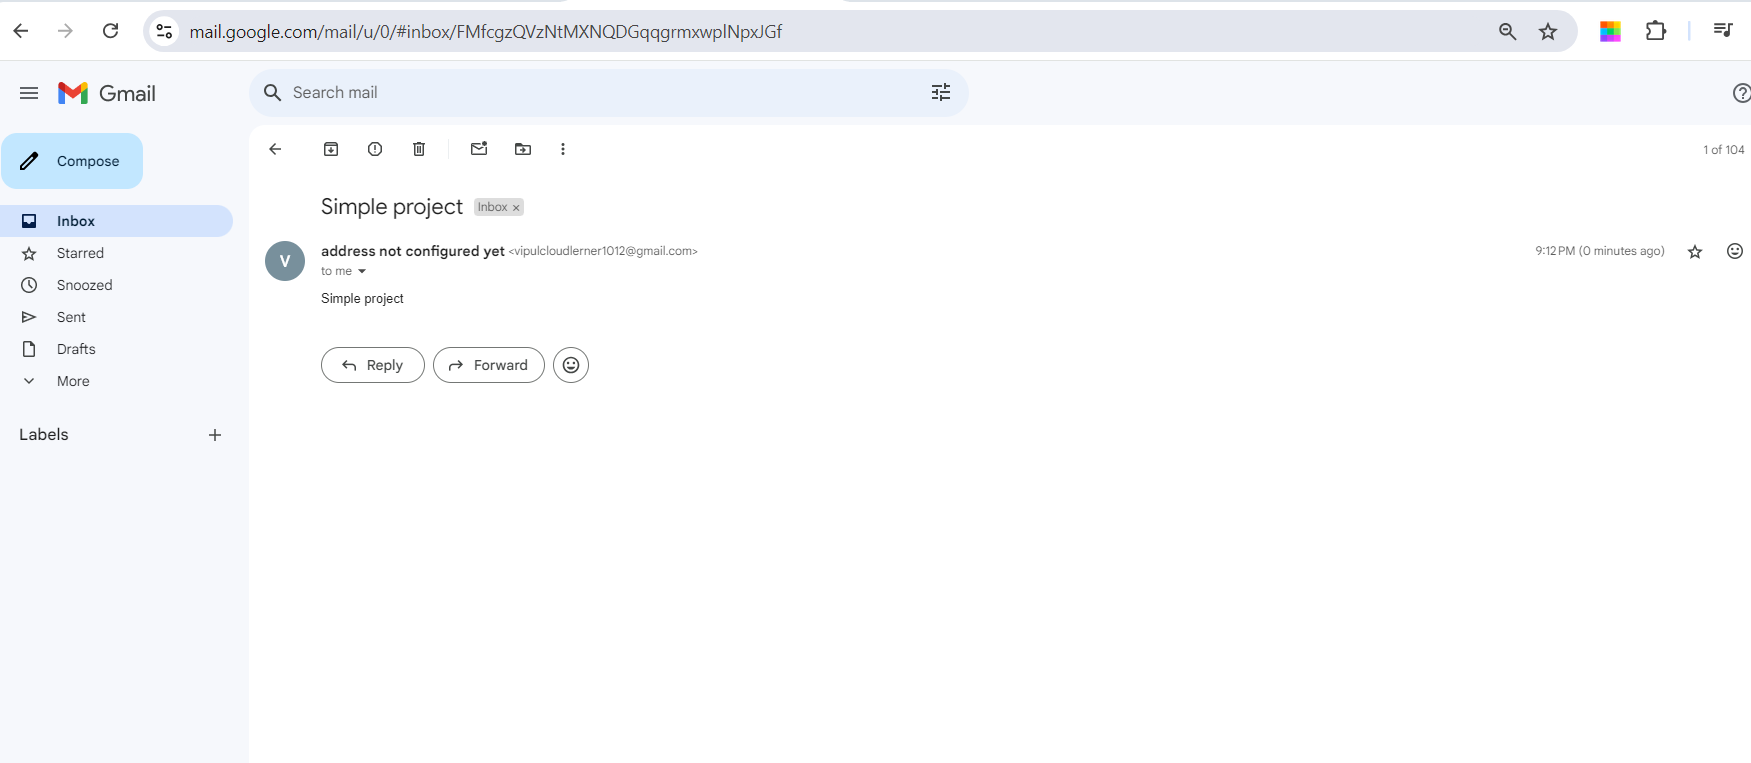 mail.google.com/mail/u/0/#inbox/FMfcgzQVzNtMXNQDGqqgrmxwplNpxJGf
Gmail
Search mail
Compose
1 of 104
Simple project Inbox ×
Inbox
Starred
Snoozed
Sent
Drafts
More
Labels
V
address not configured yet <vipulcloudlerner1012@gmail.com>
9:12 PM (0 minutes ago)
to me
Simple project
Reply
Forward